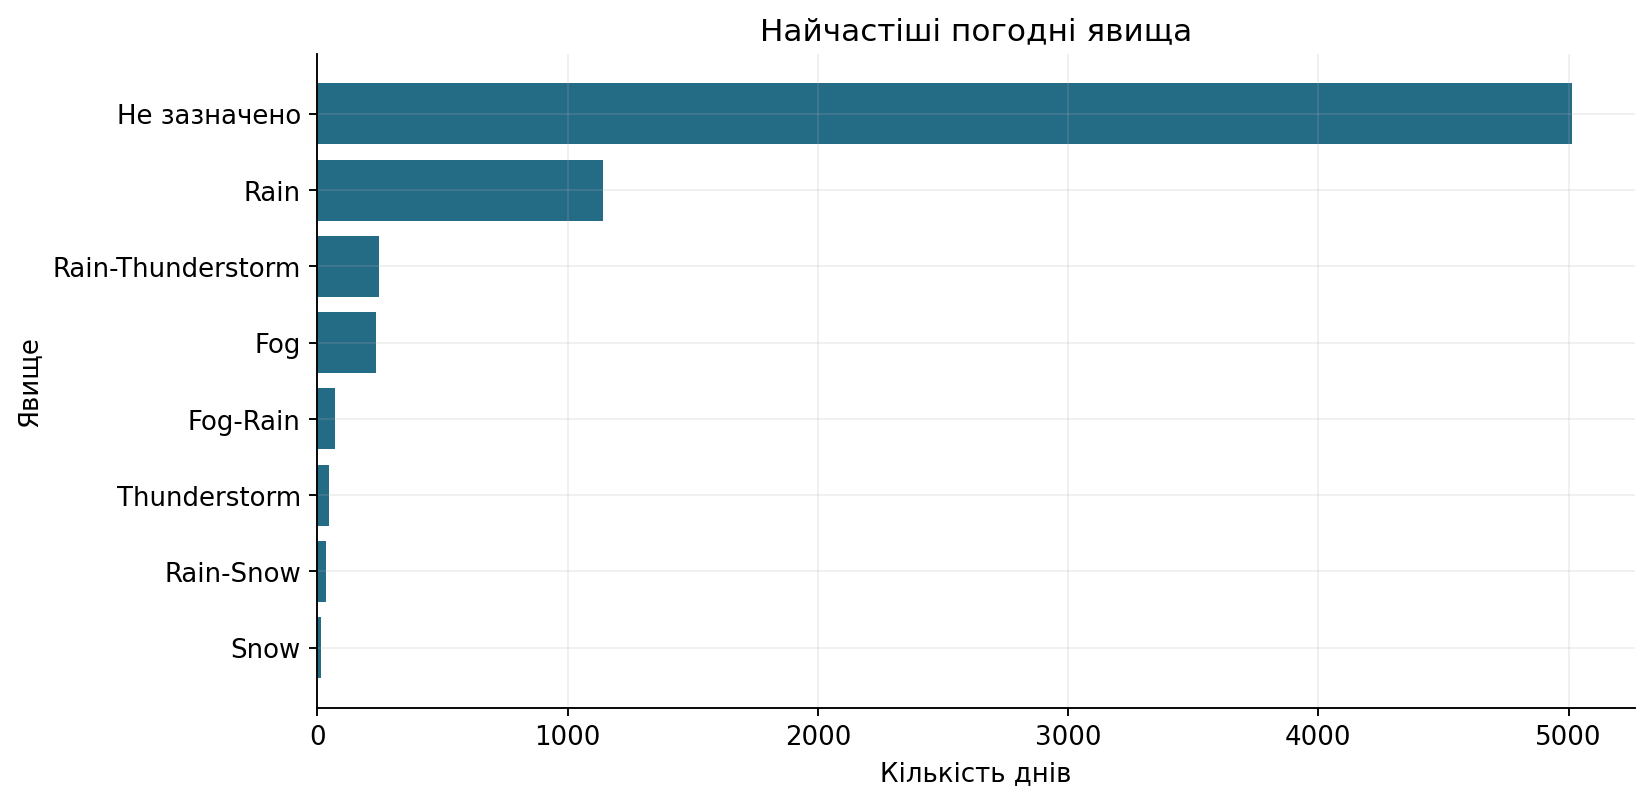 Найчастіші погодні явища
Не зазначено
Rain
Rain-Thunderstorm
Fog
Fog-Rain
Thunderstorm
Rain-Snow
Snow
Явище
0 1000 2000 3000 4000 5000
Кількість днів